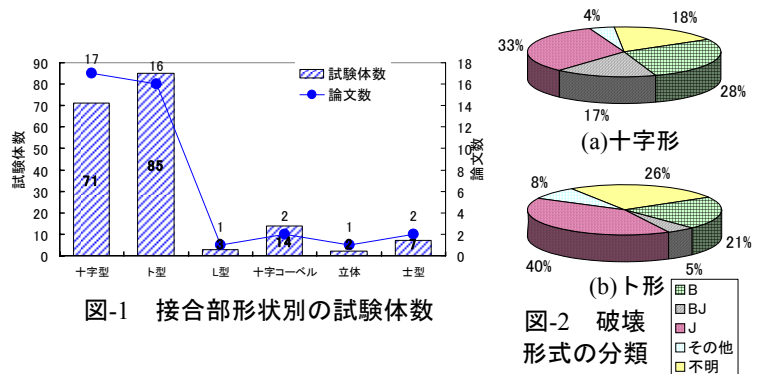 試験体数
90
80
70
60
50
40
30
20
10
0
17
16
1
2
1
2
71
85
3
14
2
7
試験体数
論文数
18
16
14
12
10
8
6
4
2
0
論文数
十字型
ト型
L型
十字コーベル
立体
士型
図-1 接合部形状別の試験体数
4%
18%
33%
28%
17%
(a)十字形
8%
26%
21%
5%
40%
(b)ト形
図-2 破壊
形式の分類
B
BJ
J
その他
不明